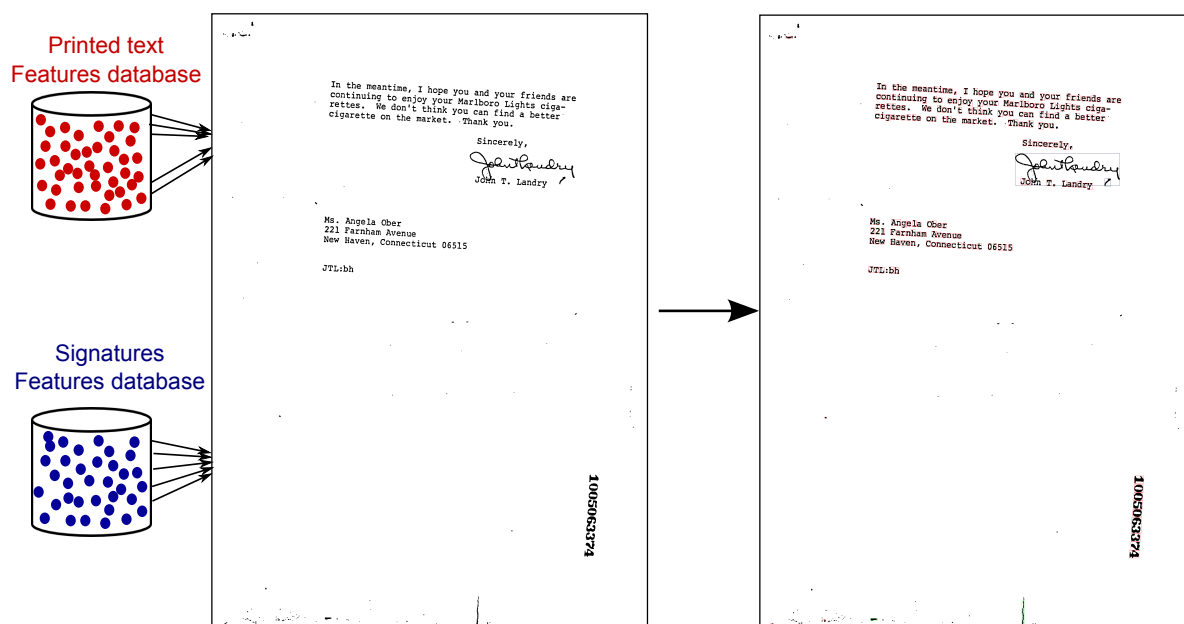 Printed text
Features database
Signatures
Features database
In the meantime, I hope you and your friends are
continuing to enjoy your Marlboro Lights ciga-
rettes. We don't think you can find a better
cigarette on the market. Thank you.
Sincerely,
John T Landry
John T. Landry
Ms. Angela Ober
221 Farnham Avenue
New Haven, Connecticut 06515
JTL:bh
1005063374
In the meantime, I hope you and your friends are
continuing to enjoy your Marlboro Lights ciga-
rettes. We don't think you can find a better
cigarette on the market. Thank you.
Sincerely,
John T Landry
John T. Landry
Ms. Angela Ober
221 Farnham Avenue
New Haven, Connecticut 06515
JTL:bh
1005063374